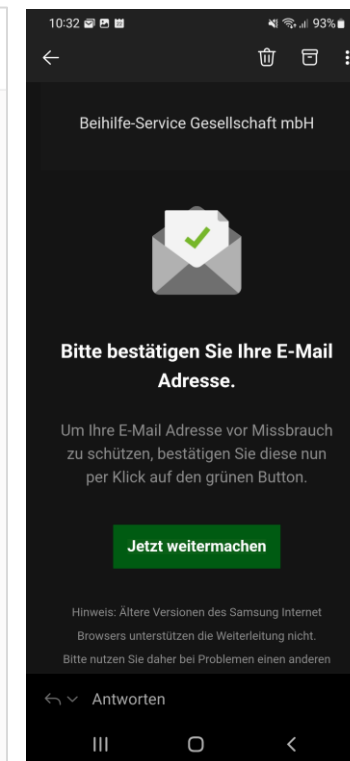 10:32
93%
Beihilfe-Service Gesellschaft mbH
Bitte bestätigen Sie Ihre E-Mail
Adresse.
Um Ihre E-Mail Adresse vor Missbrauch
zu schützen, bestätigen Sie diese nun
per Klick auf den grünen Button.
Jetzt weitermachen
Hinweis: Ältere Versionen des Samsung Internet
Browsers unterstützen die Weiterleitung nicht.
Bitte nutzen Sie daher bei Problemen einen anderen
Antworten